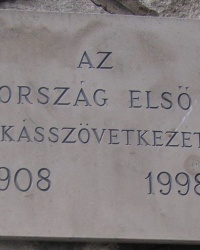 AZ
ORSZÁG ELSŐ
KÁSSZÖVETKEZET
908 1998